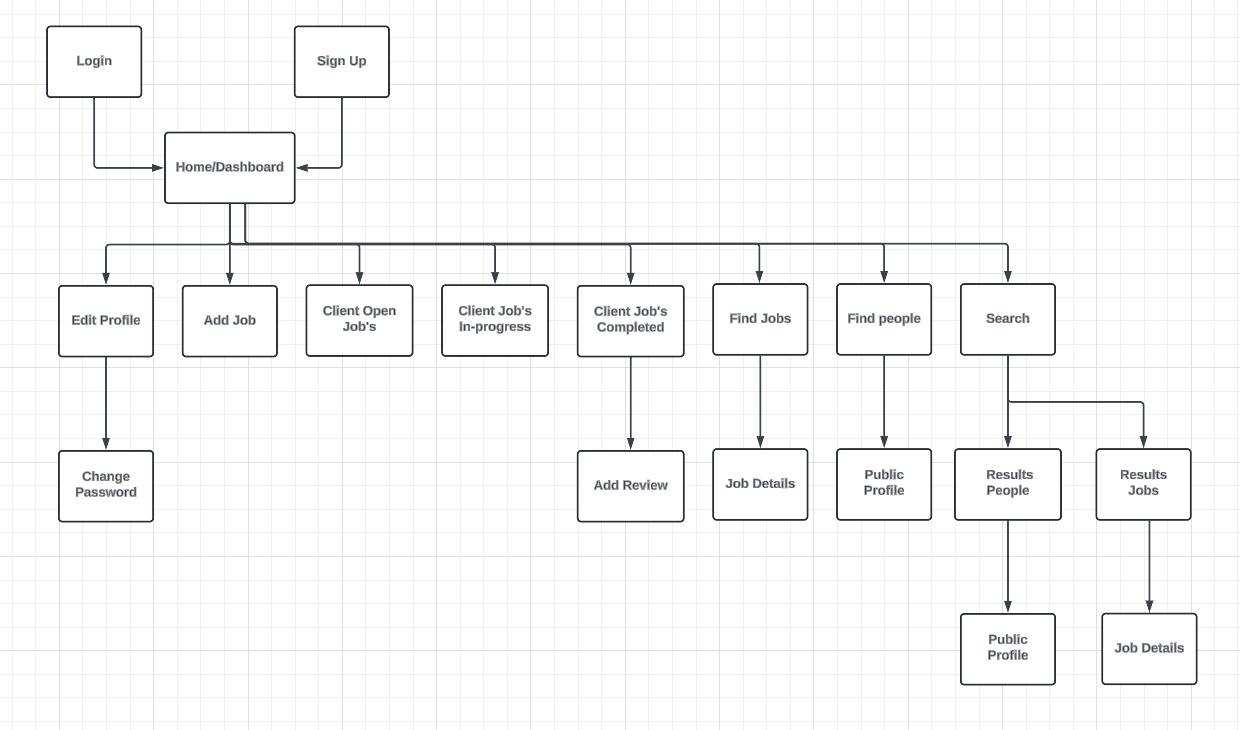 Login
Sign Up
Home/Dashboard
Edit Profile
Add Job
Client Open
Job's
Client Job's
In-progress
Client Job's
Completed
Find Jobs
Find people
Search
Change
Password
Add Review
Job Details
Public
Profile
Results
People
Results
Jobs
Public
Profile
Job Details